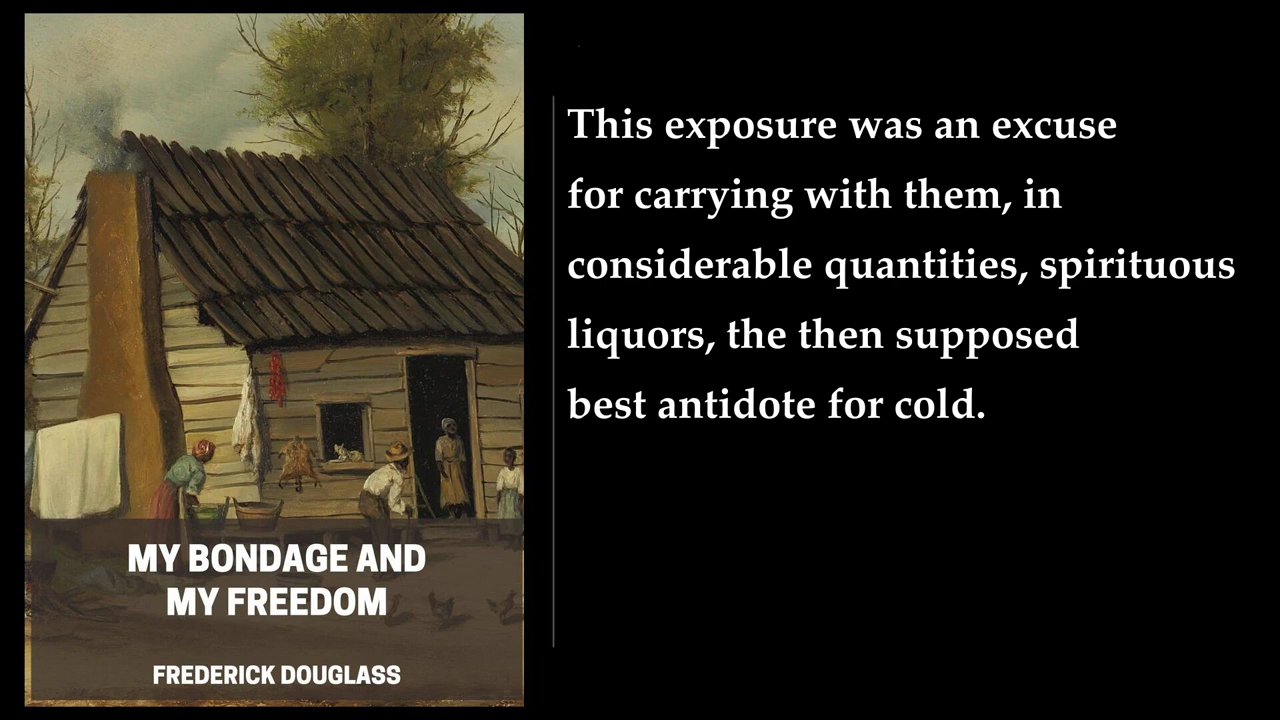 MY BONDAGE AND
MY FREEDOM
FREDERICK DOUGLASS
This exposure was an excuse
for carrying with them, in
considerable quantities, spirituous
liquors, the then supposed
best antidote for cold.